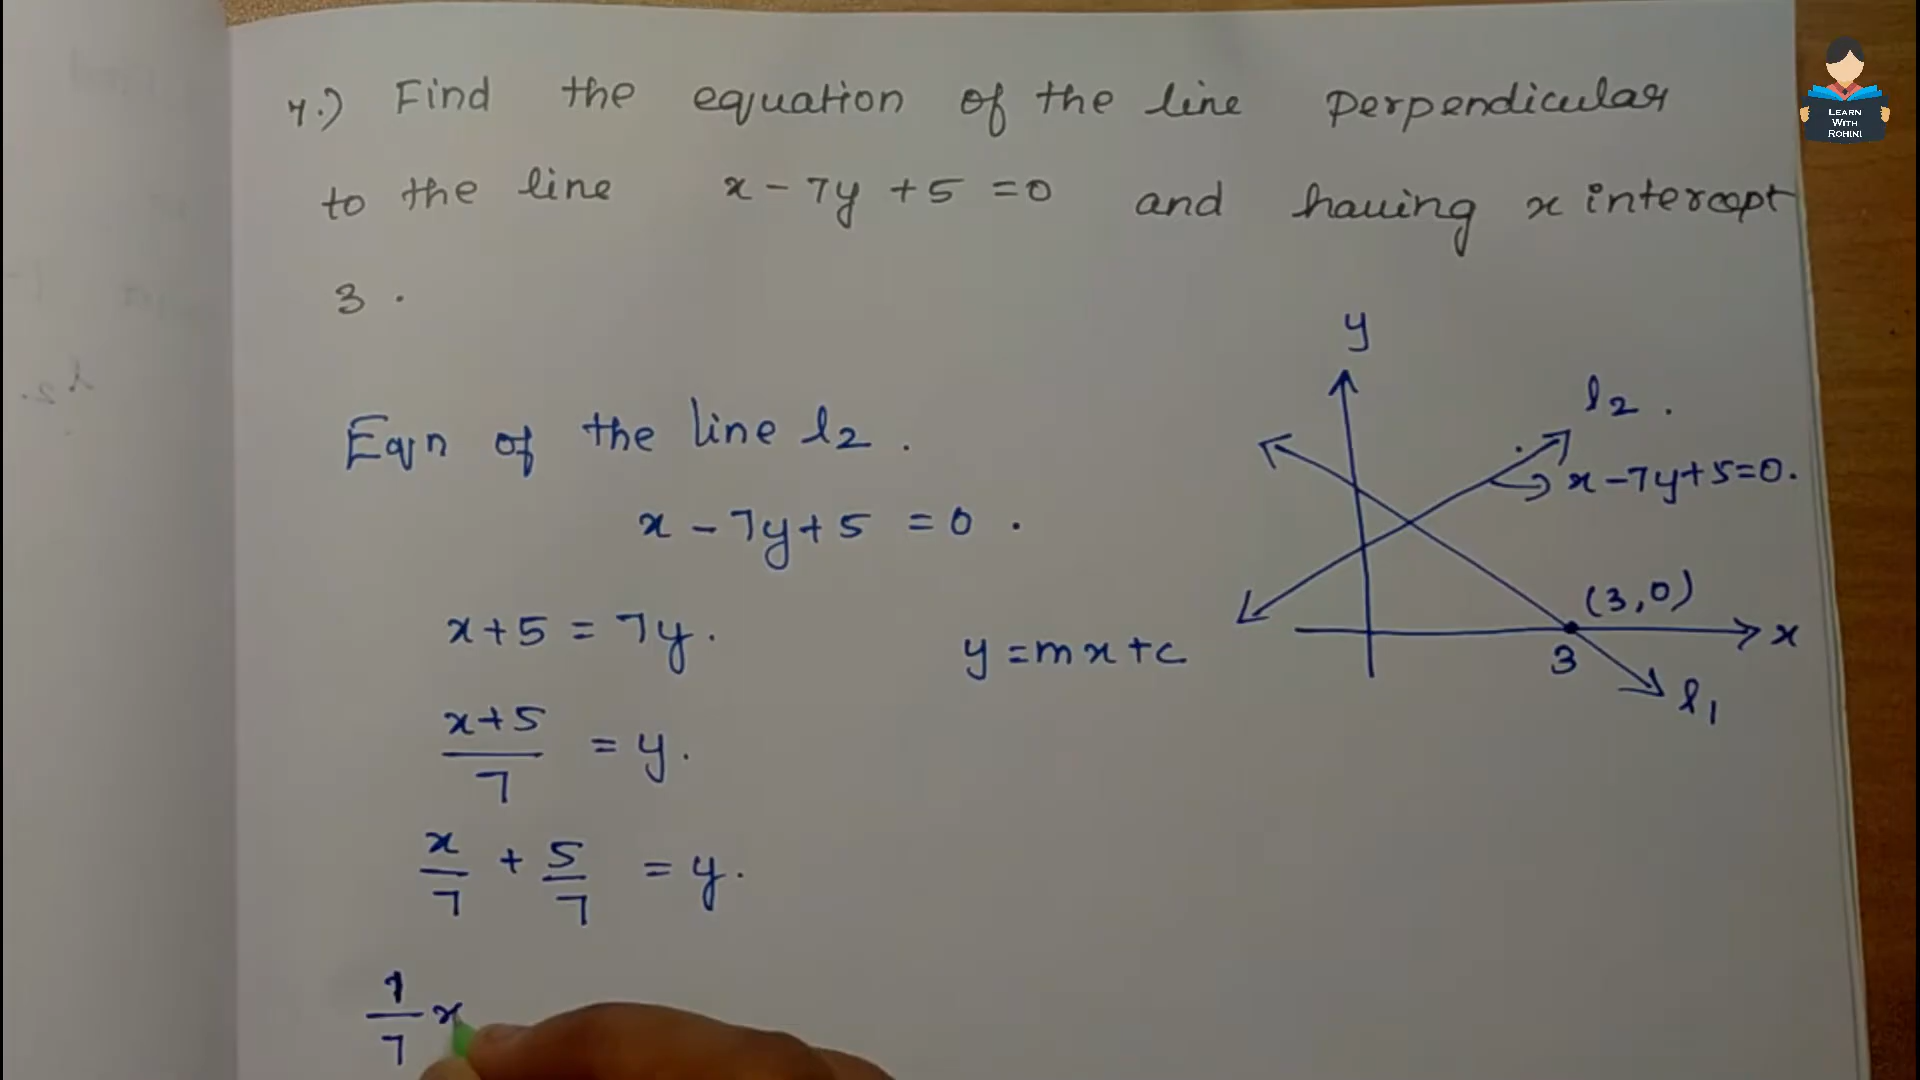 7.) Find the equation of the line perpendicular
to the line x - 7y + 5 = 0 and having x intercept
3 .
Eqn of the line l2 .
x - 7y + 5 = 0 .
x + 5 = 7y .
x+5/7 = y .
x/7 + 5/7 = y .
1/7 x
y = mx + c
y
l2 .
x - 7y + 5 = 0 .
(3,0)
x
3
l1
LEARN
WITH
ROHINI